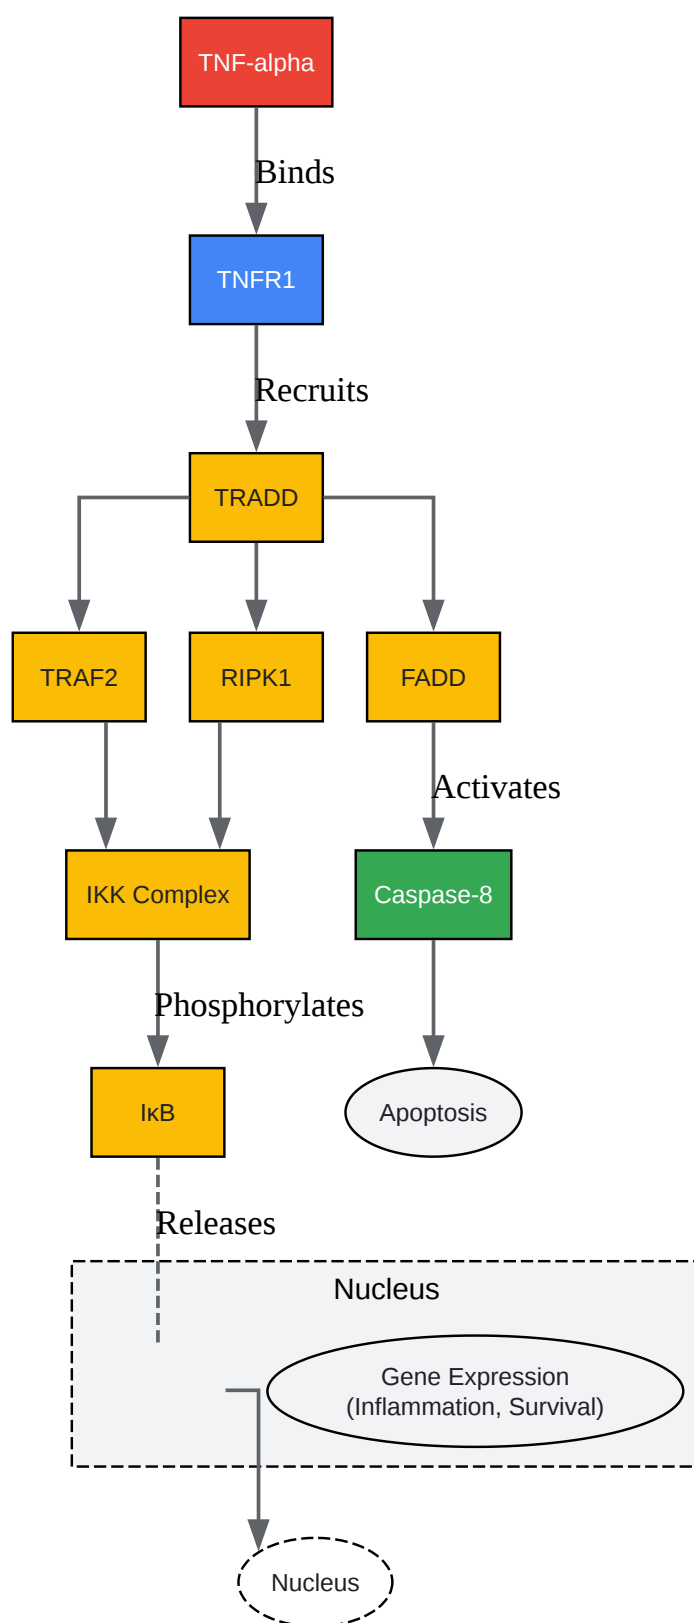 TNF-alpha
Binds
TNFR1
Recruits
TRADD
TRAF2
RIPK1
FADD
Activates
IKK Complex
Caspase-8
Phosphorylates
IκB
Apoptosis
Releases
Nucleus
Gene Expression
(Inflammation, Survival)
Nucleus